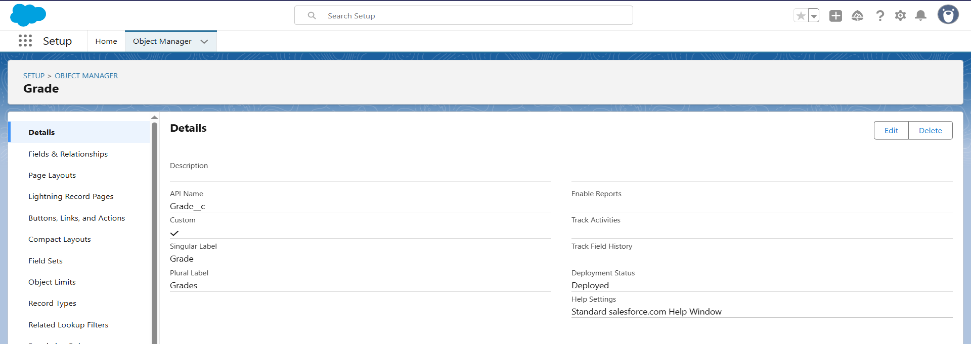 Search Setup
Setup
Home
Object Manager
SETUP > OBJECT MANAGER
Grade
Details
Fields & Relationships
Page Layouts
Lightning Record Pages
Buttons, Links, and Actions
Compact Layouts
Field Sets
Object Limits
Record Types
Related Lookup Filters
Details
Edit
Delete
Description
API Name
Grade__c
Custom
Singular Label
Grade
Plural Label
Grades
Enable Reports
Track Activities
Track Field History
Deployment Status
Deployed
Help Settings
Standard salesforce.com Help Window